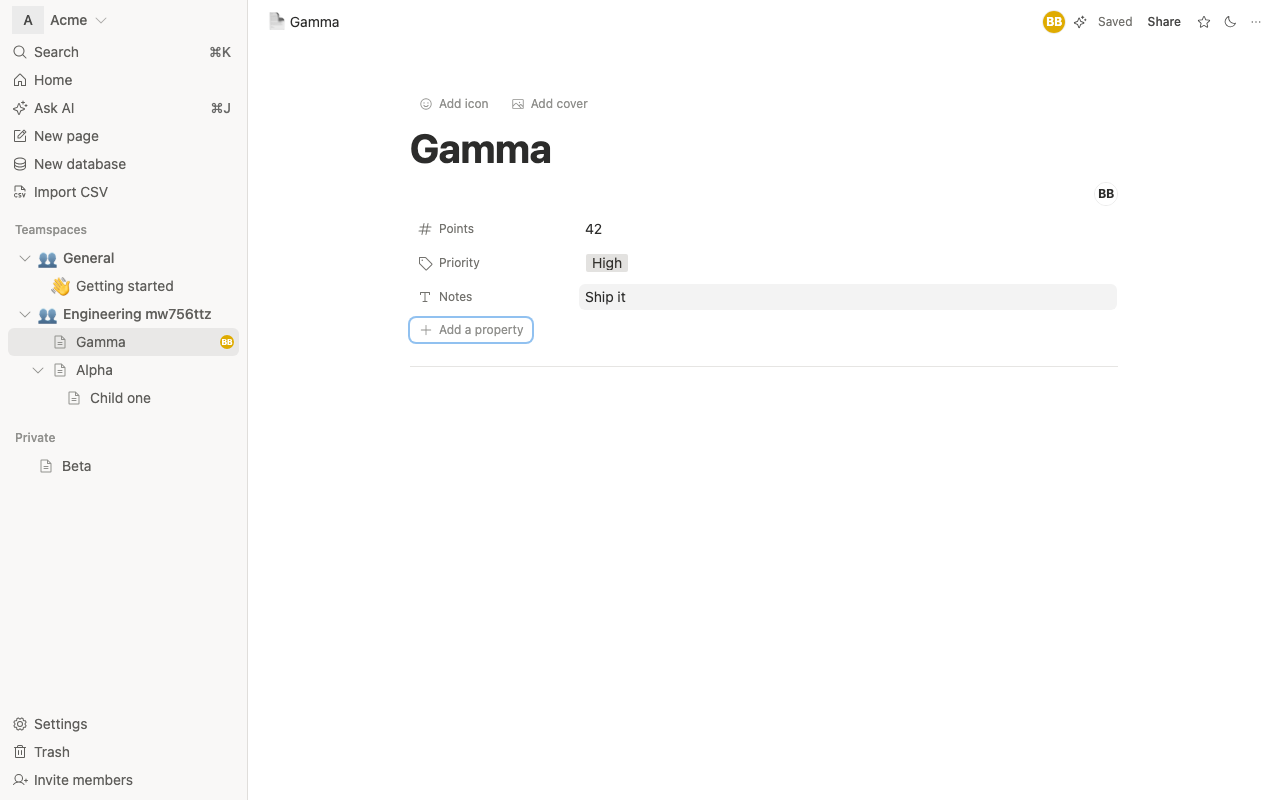 A Acme
Search ⌘K
Home
Ask AI ⌘J
New page
New database
CSV Import CSV
Teamspaces
General
Getting started
Engineering mw756ttz
Gamma BB
Alpha
Child one
Private
Beta
Settings
Trash
Invite members
Gamma
BB Saved Share
Add icon Add cover
Gamma
BB
Points 42
Priority High
Notes Ship it
Add a property